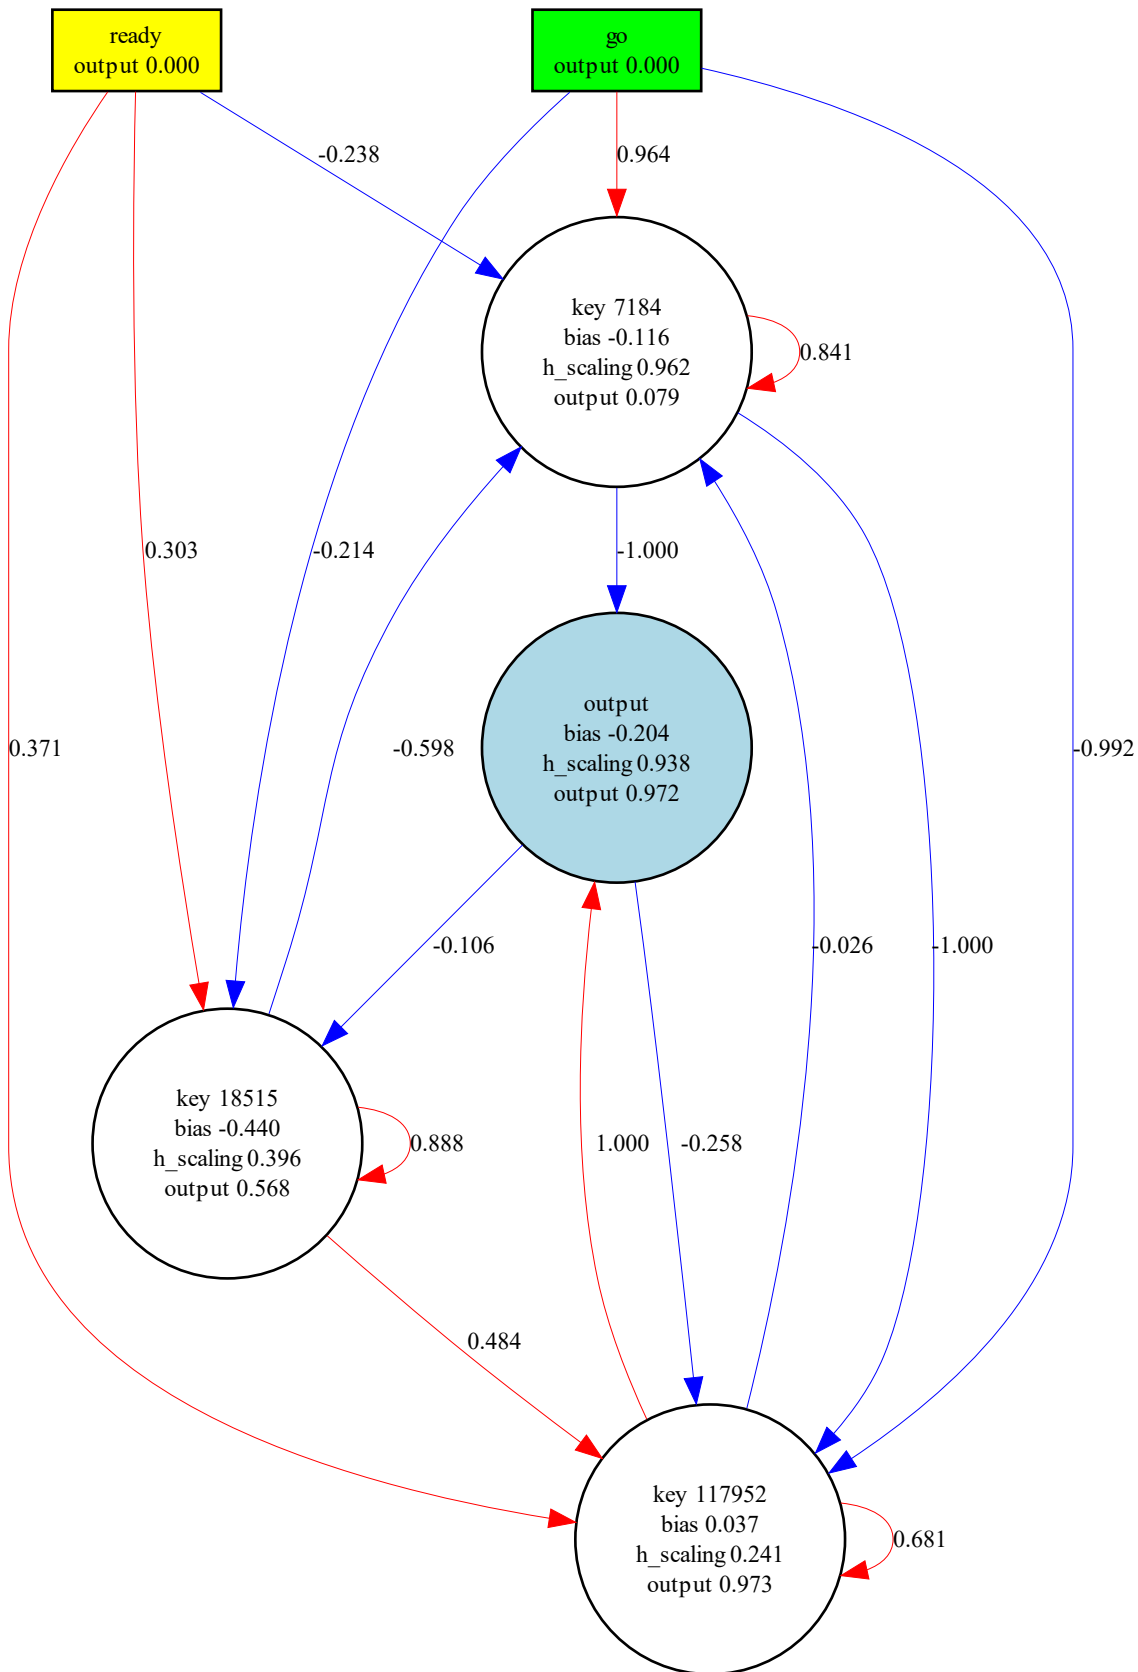 ready
output 0.000
go
output 0.000
-0.238
0.964
key 7184
bias -0.116
h_scaling 0.962
output 0.079
0.841
0.303
-0.214
-1.000
output
bias -0.204
h_scaling 0.938
output 0.972
0.371
-0.598
-0.992
-0.106
-0.026
-1.000
key 18515
bias -0.440
h_scaling 0.396
output 0.568
0.888
1.000
-0.258
0.484
key 117952
bias 0.037
h_scaling 0.241
output 0.973
0.681